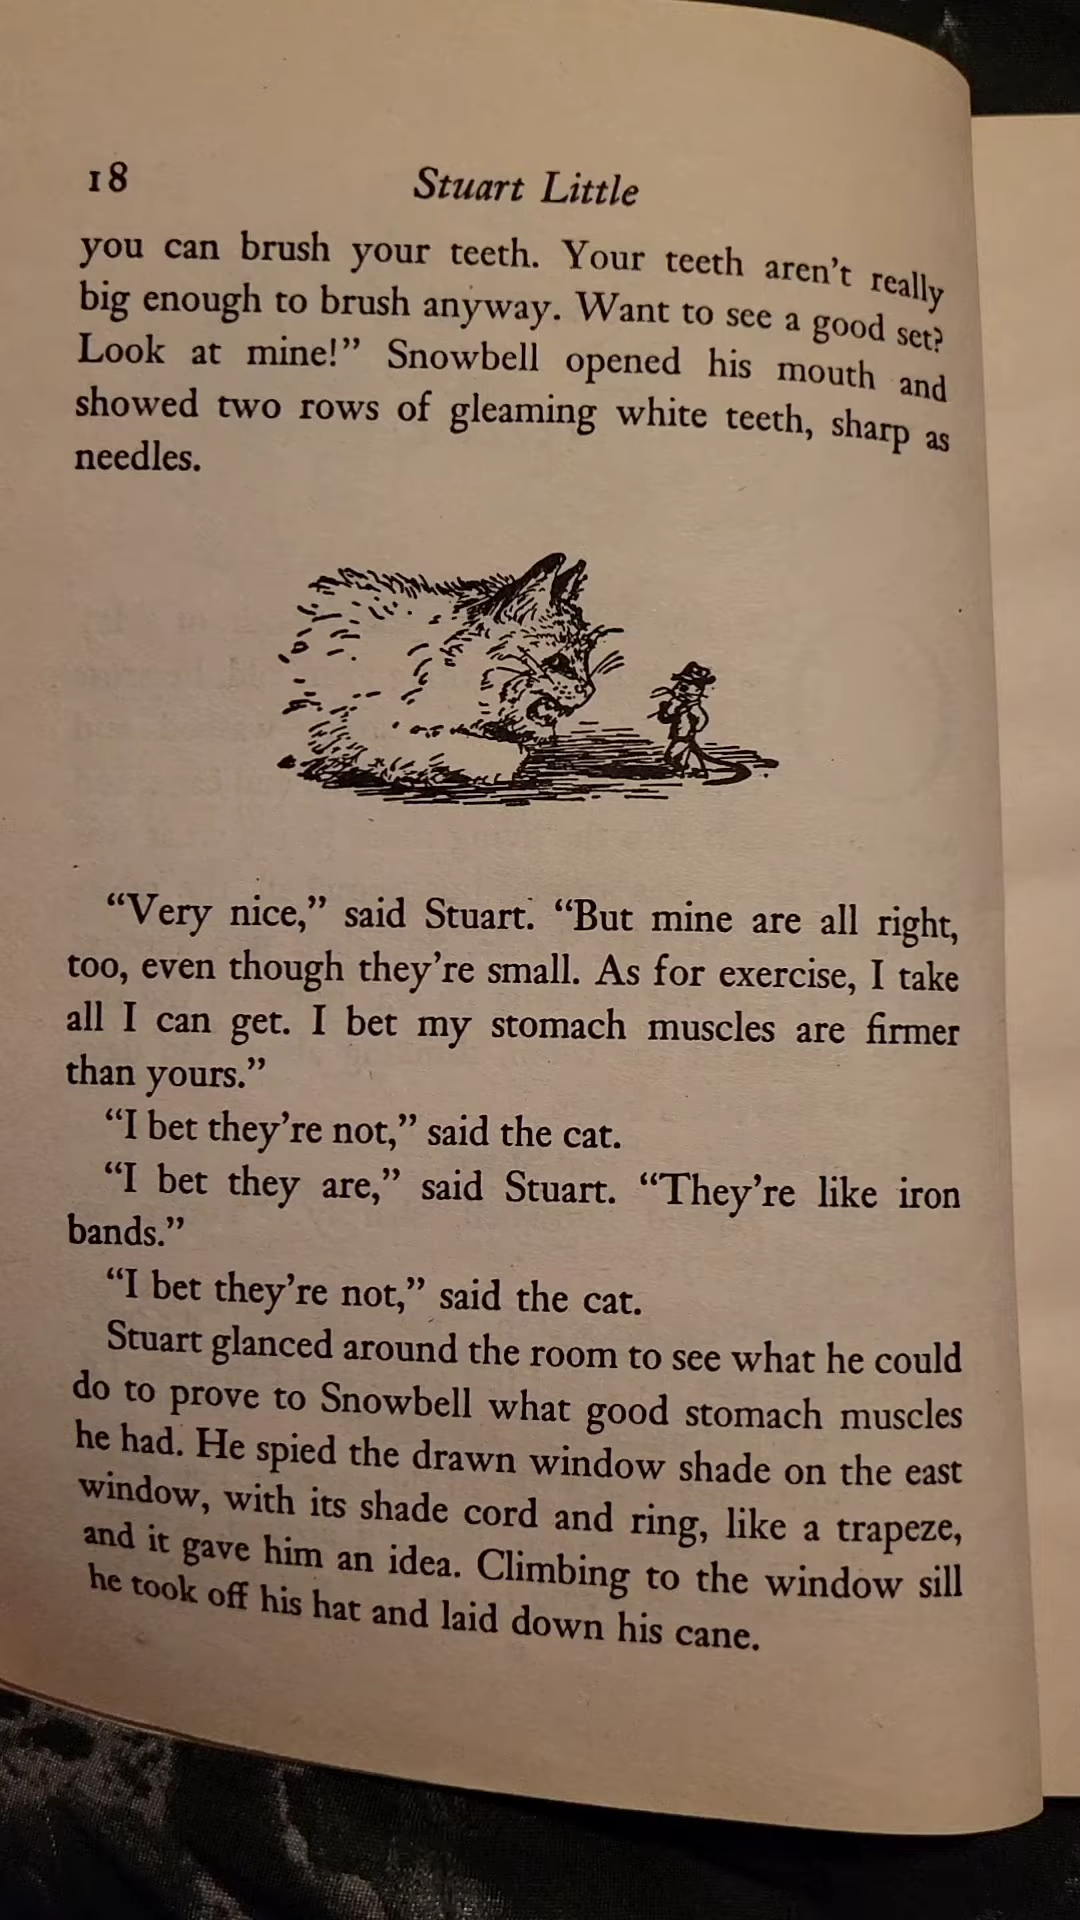 18
Stuart Little
you can brush your teeth. Your teeth aren't really
big enough to brush anyway. Want to see a good set?
Look at mine!” Snowbell opened his mouth and
showed two rows of gleaming white teeth, sharp as
needles.
“Very nice,” said Stuart. “But mine are all right,
too, even though they’re small. As for exercise, I take
all I can get. I bet my stomach muscles are firmer
than yours.”
“I bet they’re not,” said the cat.
“I bet they are,” said Stuart. “They’re like iron
bands.”
“I bet they’re not,” said the cat.
Stuart glanced around the room to see what he could
do to prove to Snowbell what good stomach muscles
he had. He spied the drawn window shade on the east
window, with its shade cord and ring, like a trapeze,
and it gave him an idea. Climbing to the window sill
he took off his hat and laid down his cane.